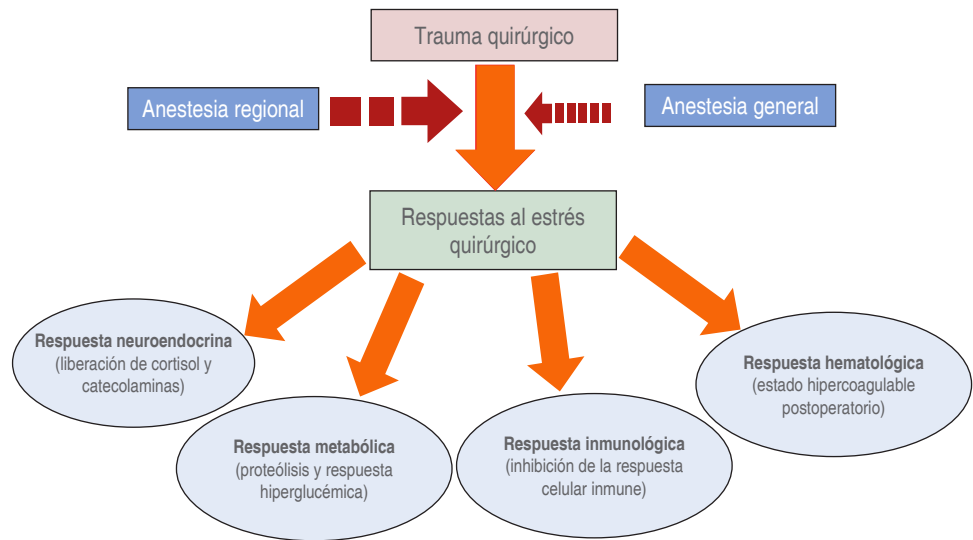 Trauma quirúrgico
Anestesia regional
Anestesia general
Respuestas al estrés
quirúrgico
Respuesta neuroendocrina
(liberación de cortisol y
catecolaminas)
Respuesta metabólica
(proteólisis y respuesta
hiperglucémica)
Respuesta inmunológica
(inhibición de la respuesta
celular inmune)
Respuesta hematológica
(estado hipercoagulable
postoperatorio)